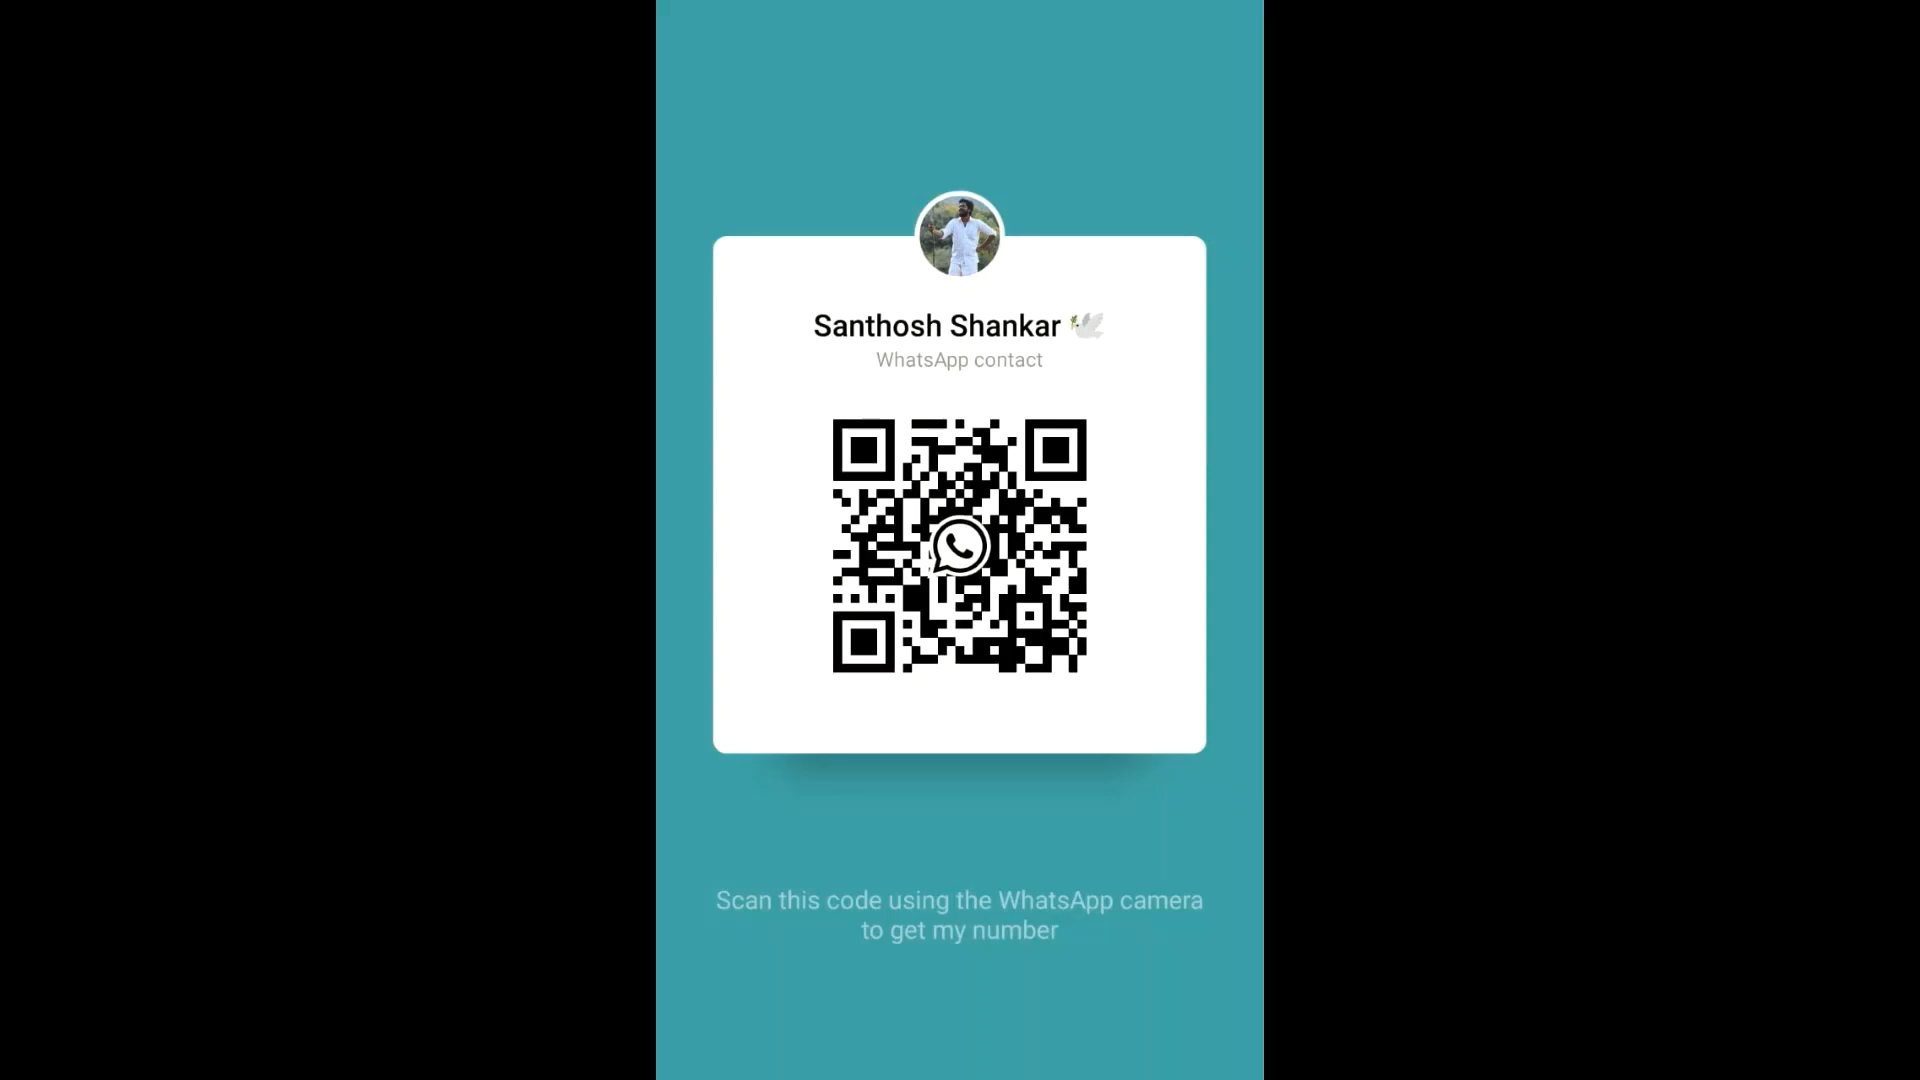 Santhosh Shankar 🕊️
WhatsApp contact
Scan this code using the WhatsApp camera
to get my number